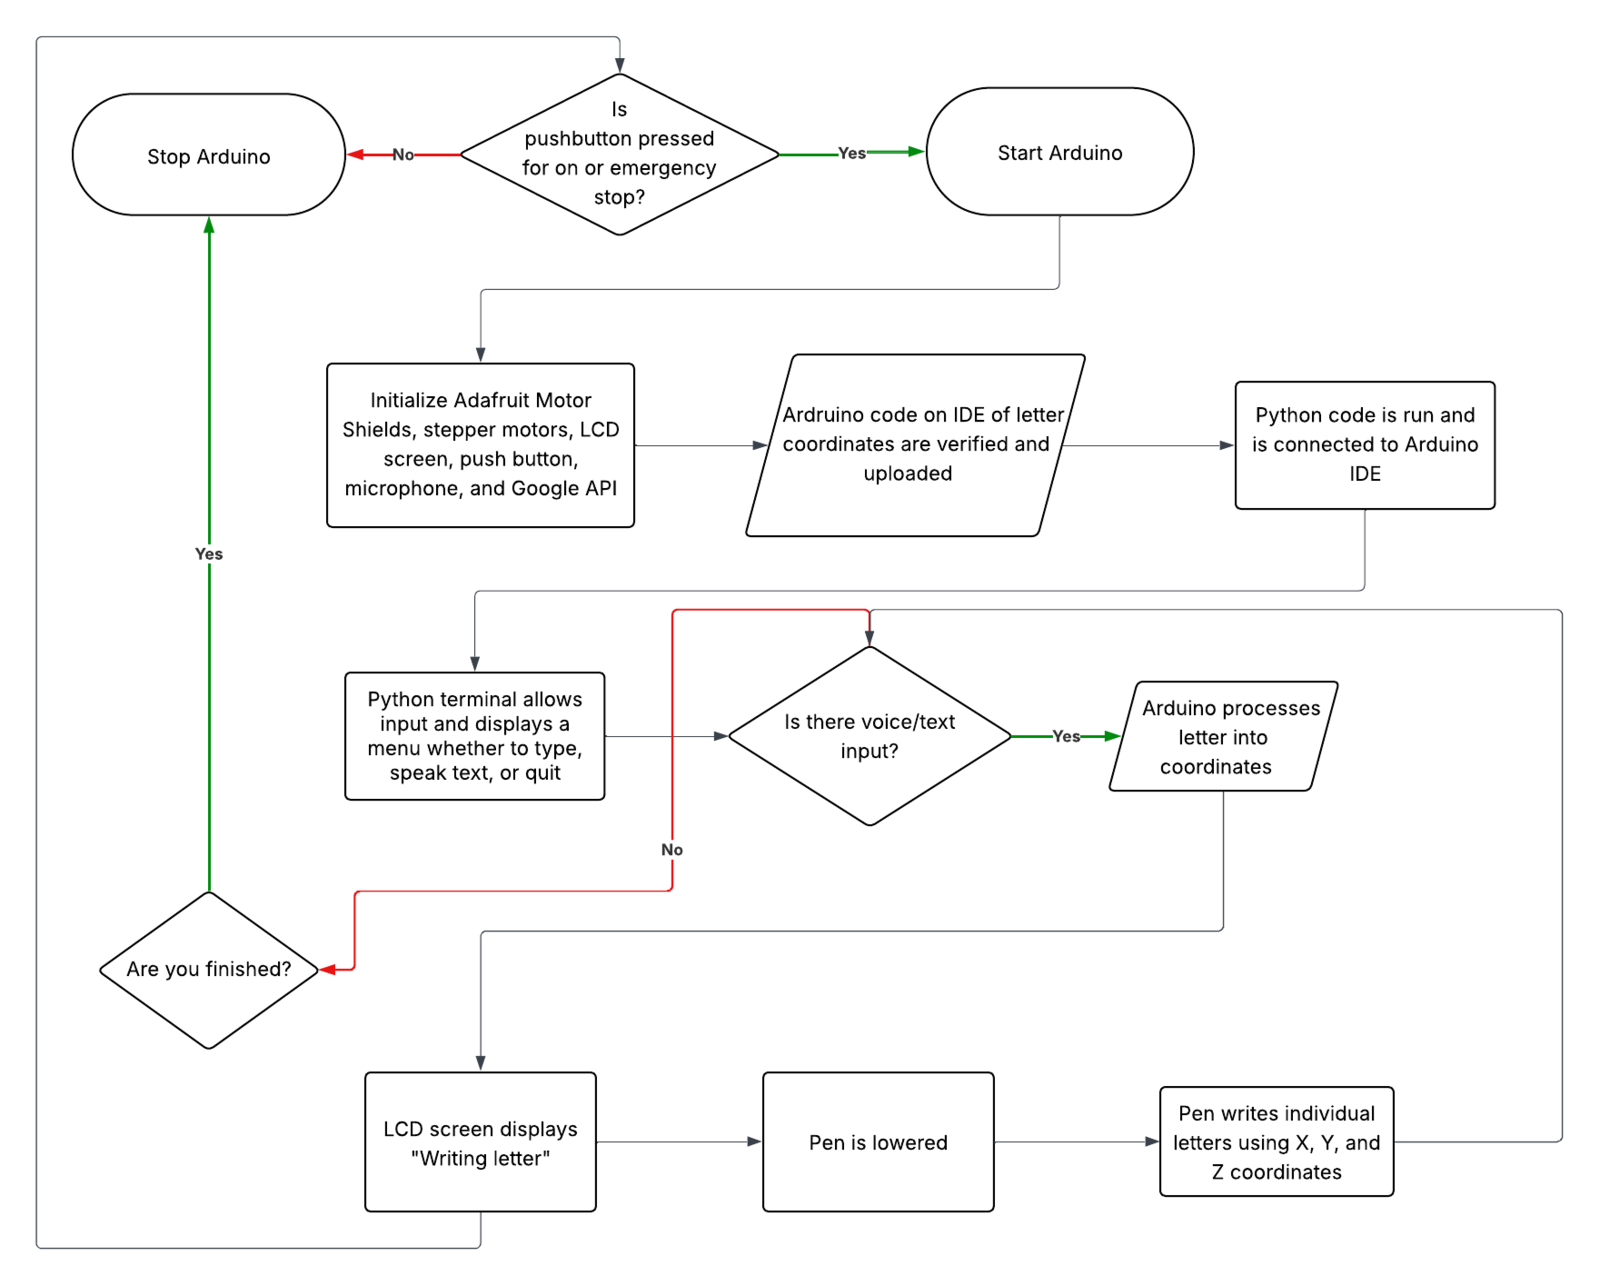 Is
pushbutton pressed
for on or emergency
stop?
Stop Arduino
No
Yes
Start Arduino
Initialize Adafruit Motor
Shields, stepper motors, LCD
screen, push button,
microphone, and Google API
Ardruino code on IDE of letter
coordinates are verified and
uploaded
Python code is run and
is connected to Arduino
IDE
Yes
Python terminal allows
input and displays a
menu whether to type,
speak text, or quit
Is there voice/text
input?
Yes
Arduino processes
letter into
coordinates
No
Are you finished?
LCD screen displays
"Writing letter"
Pen is lowered
Pen writes individual
letters using X, Y, and
Z coordinates